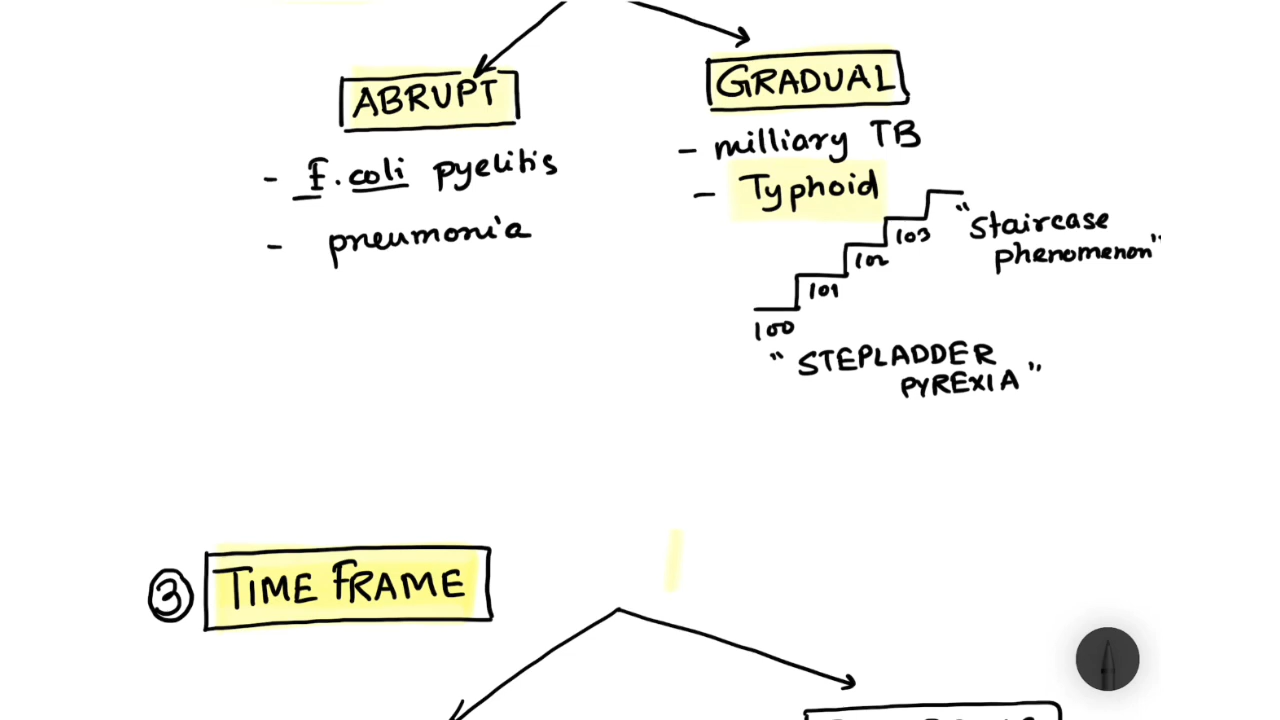 ABRUPT
- E.coli pyelitis
- pneumonia
GRADUAL
- milliary TB
- Typhoid
100
101
102
103
"Staircase
phenomenon"
"STEPLADDER
PYREXIA"
③ TIME FRAME